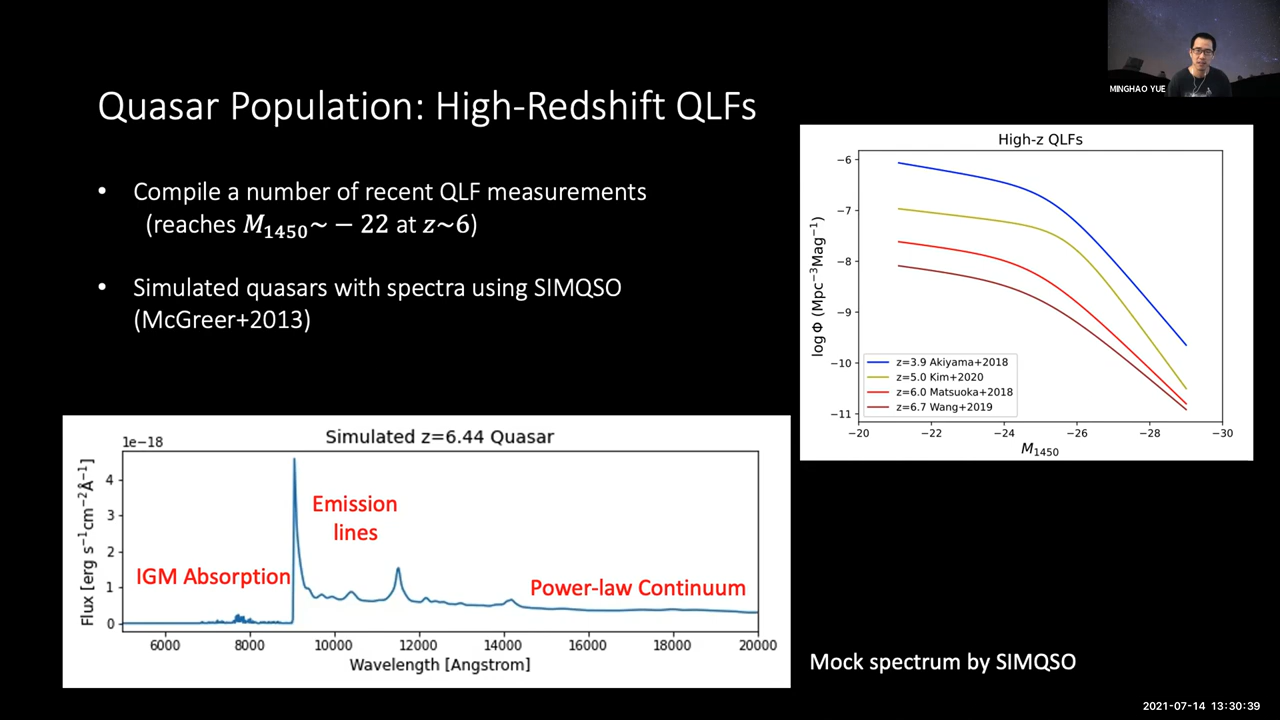 MINGHAO YUE
Quasar Population: High-Redshift QLFs
• Compile a number of recent QLF measurements
(reaches M₁₄₅₀~ − 22 at z~6)
• Simulated quasars with spectra using SIMQSO
(McGreer+2013)
High-z QLFs
−6
−7
−8
−9
−10
−11
log Φ (Mpc⁻³Mag⁻¹)
z=3.9 Akiyama+2018
z=5.0 Kim+2020
z=6.0 Matsuoka+2018
z=6.7 Wang+2019
−20 −22 −24 −26 −28 −30
M₁₄₅₀
1e−18
Simulated z=6.44 Quasar
4
3
2
1
0
Flux [erg s⁻¹cm⁻²Å⁻¹]
Emission
lines
IGM Absorption
Power-law Continuum
6000 8000 10000 12000 14000 16000 18000 20000
Wavelength [Angstrom]
Mock spectrum by SIMQSO
2021-07-14 13:30:39